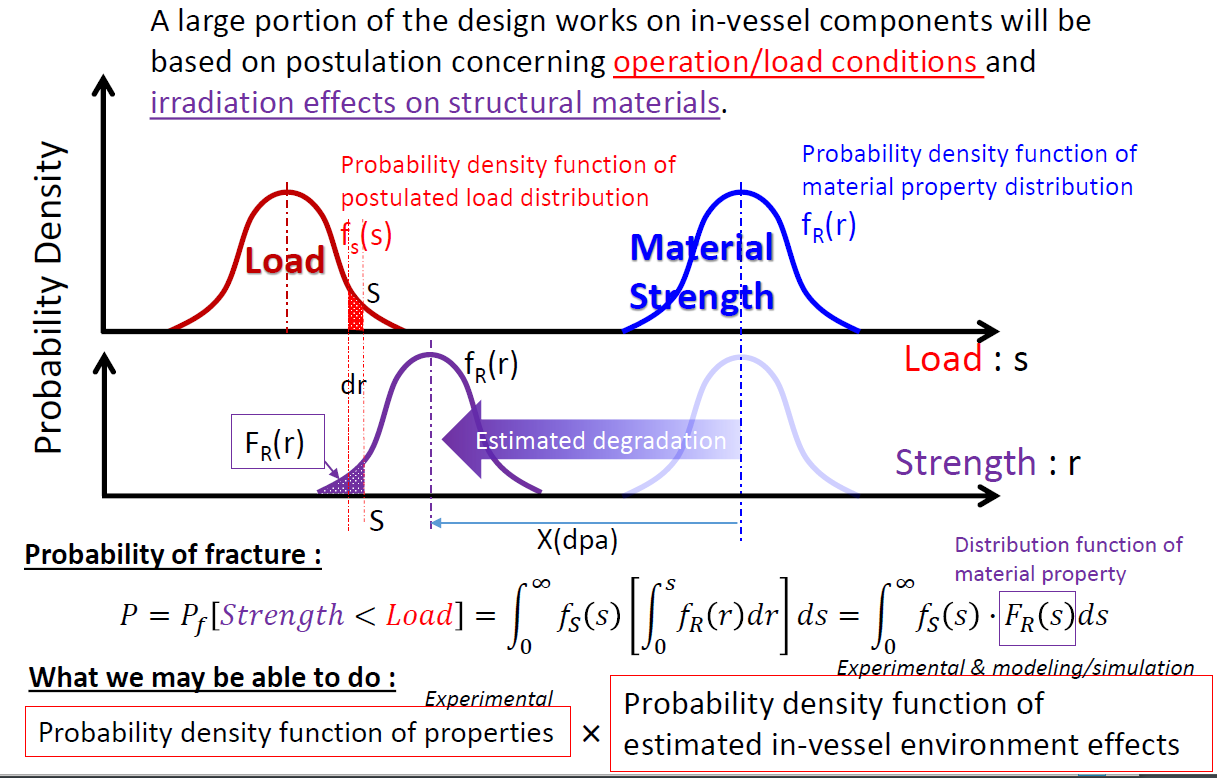 A large portion of the design works on in-vessel components will be
based on postulation concerning operation/load conditions and
irradiation effects on structural materials.
Probability Density
Probability density function of
postulated load distribution
fs(s)
Load
S
Probability density function of
material property distribution
fR(r)
Material
Strength
Load : s
dr
fR(r)
FR(r)
Estimated degradation
Strength : r
S
X(dpa)
Probability of fracture :
Distribution function of
material property
P = Pf[Strength < Load] = ∫₀^∞ fS(s) [∫₀^s fR(r)dr] ds = ∫₀^∞ fS(s) · FR(s)ds
What we may be able to do :
Experimental
Experimental & modeling/simulation
Probability density function of properties
×
Probability density function of
estimated in-vessel environment effects